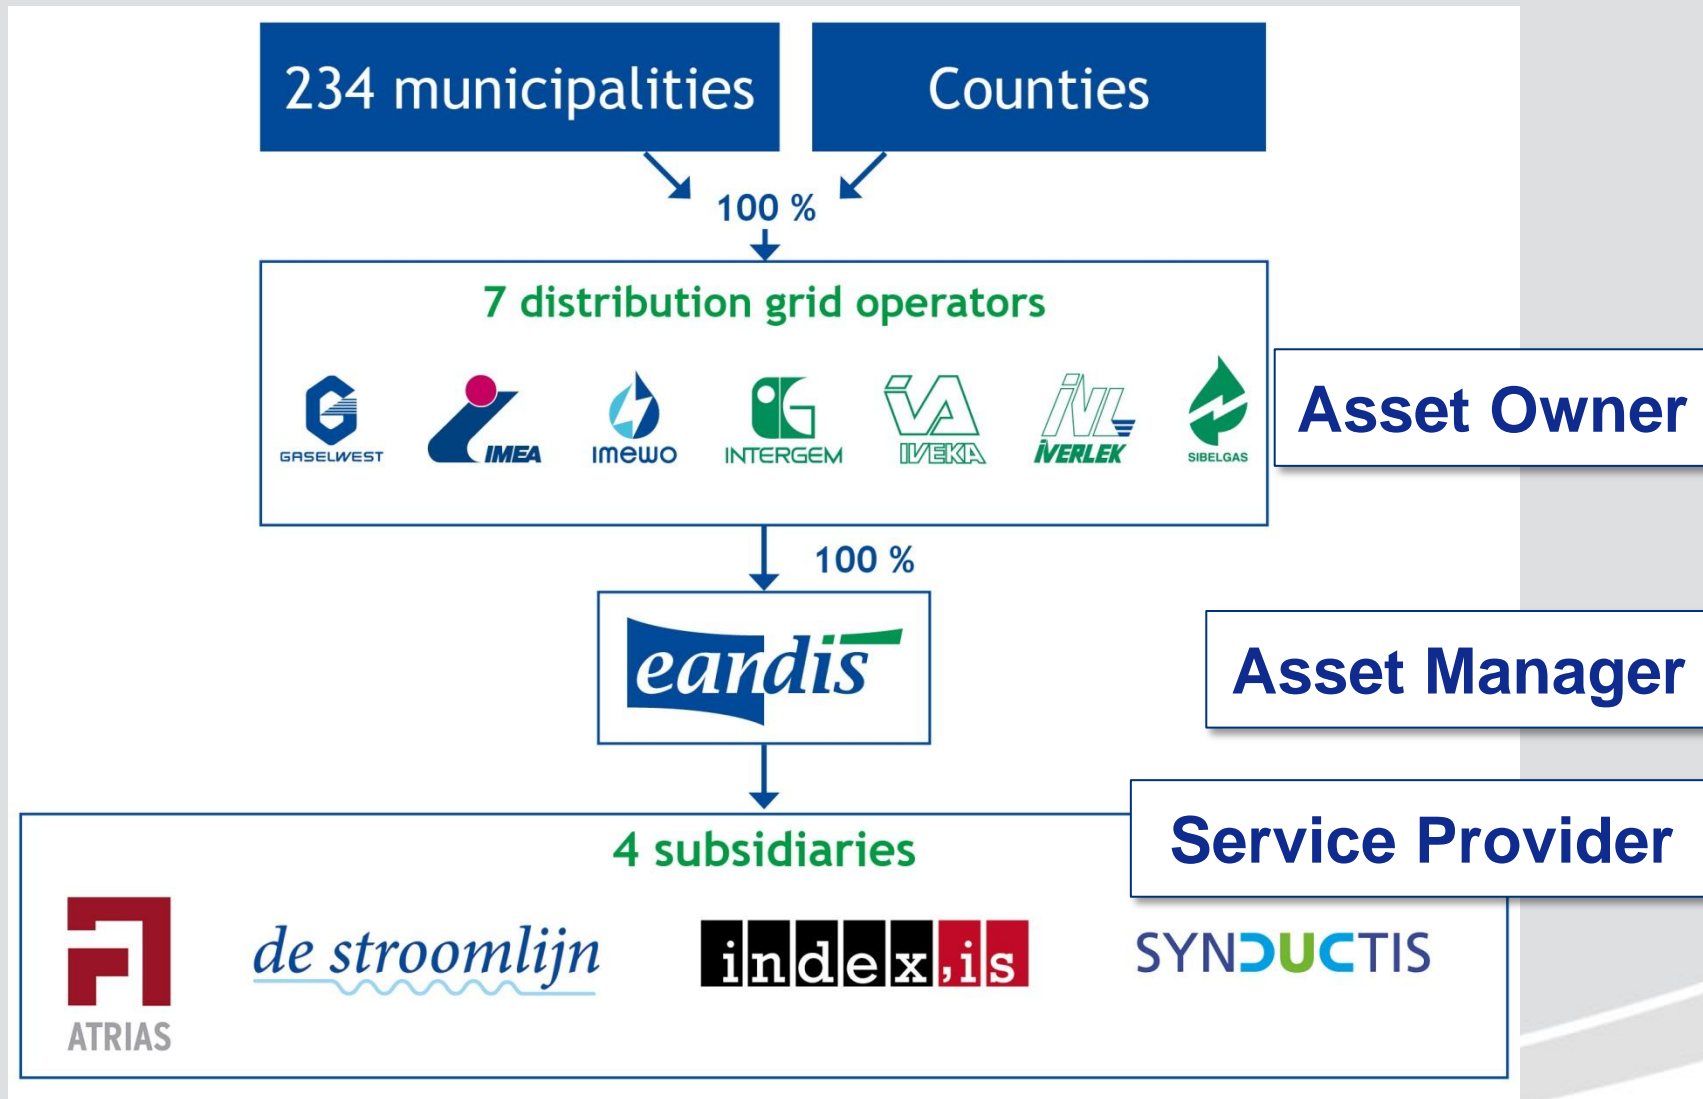 234 municipalities
Counties
100 %
7 distribution grid operators
GASELWEST
IMEA
imewo
INTERGEM
IVEKA
iVERLEK
SIBELGAS
Asset Owner
100 %
eandis
Asset Manager
Service Provider
4 subsidiaries
ATRIAS
de stroomlijn
index,is
SYNDUCTIS